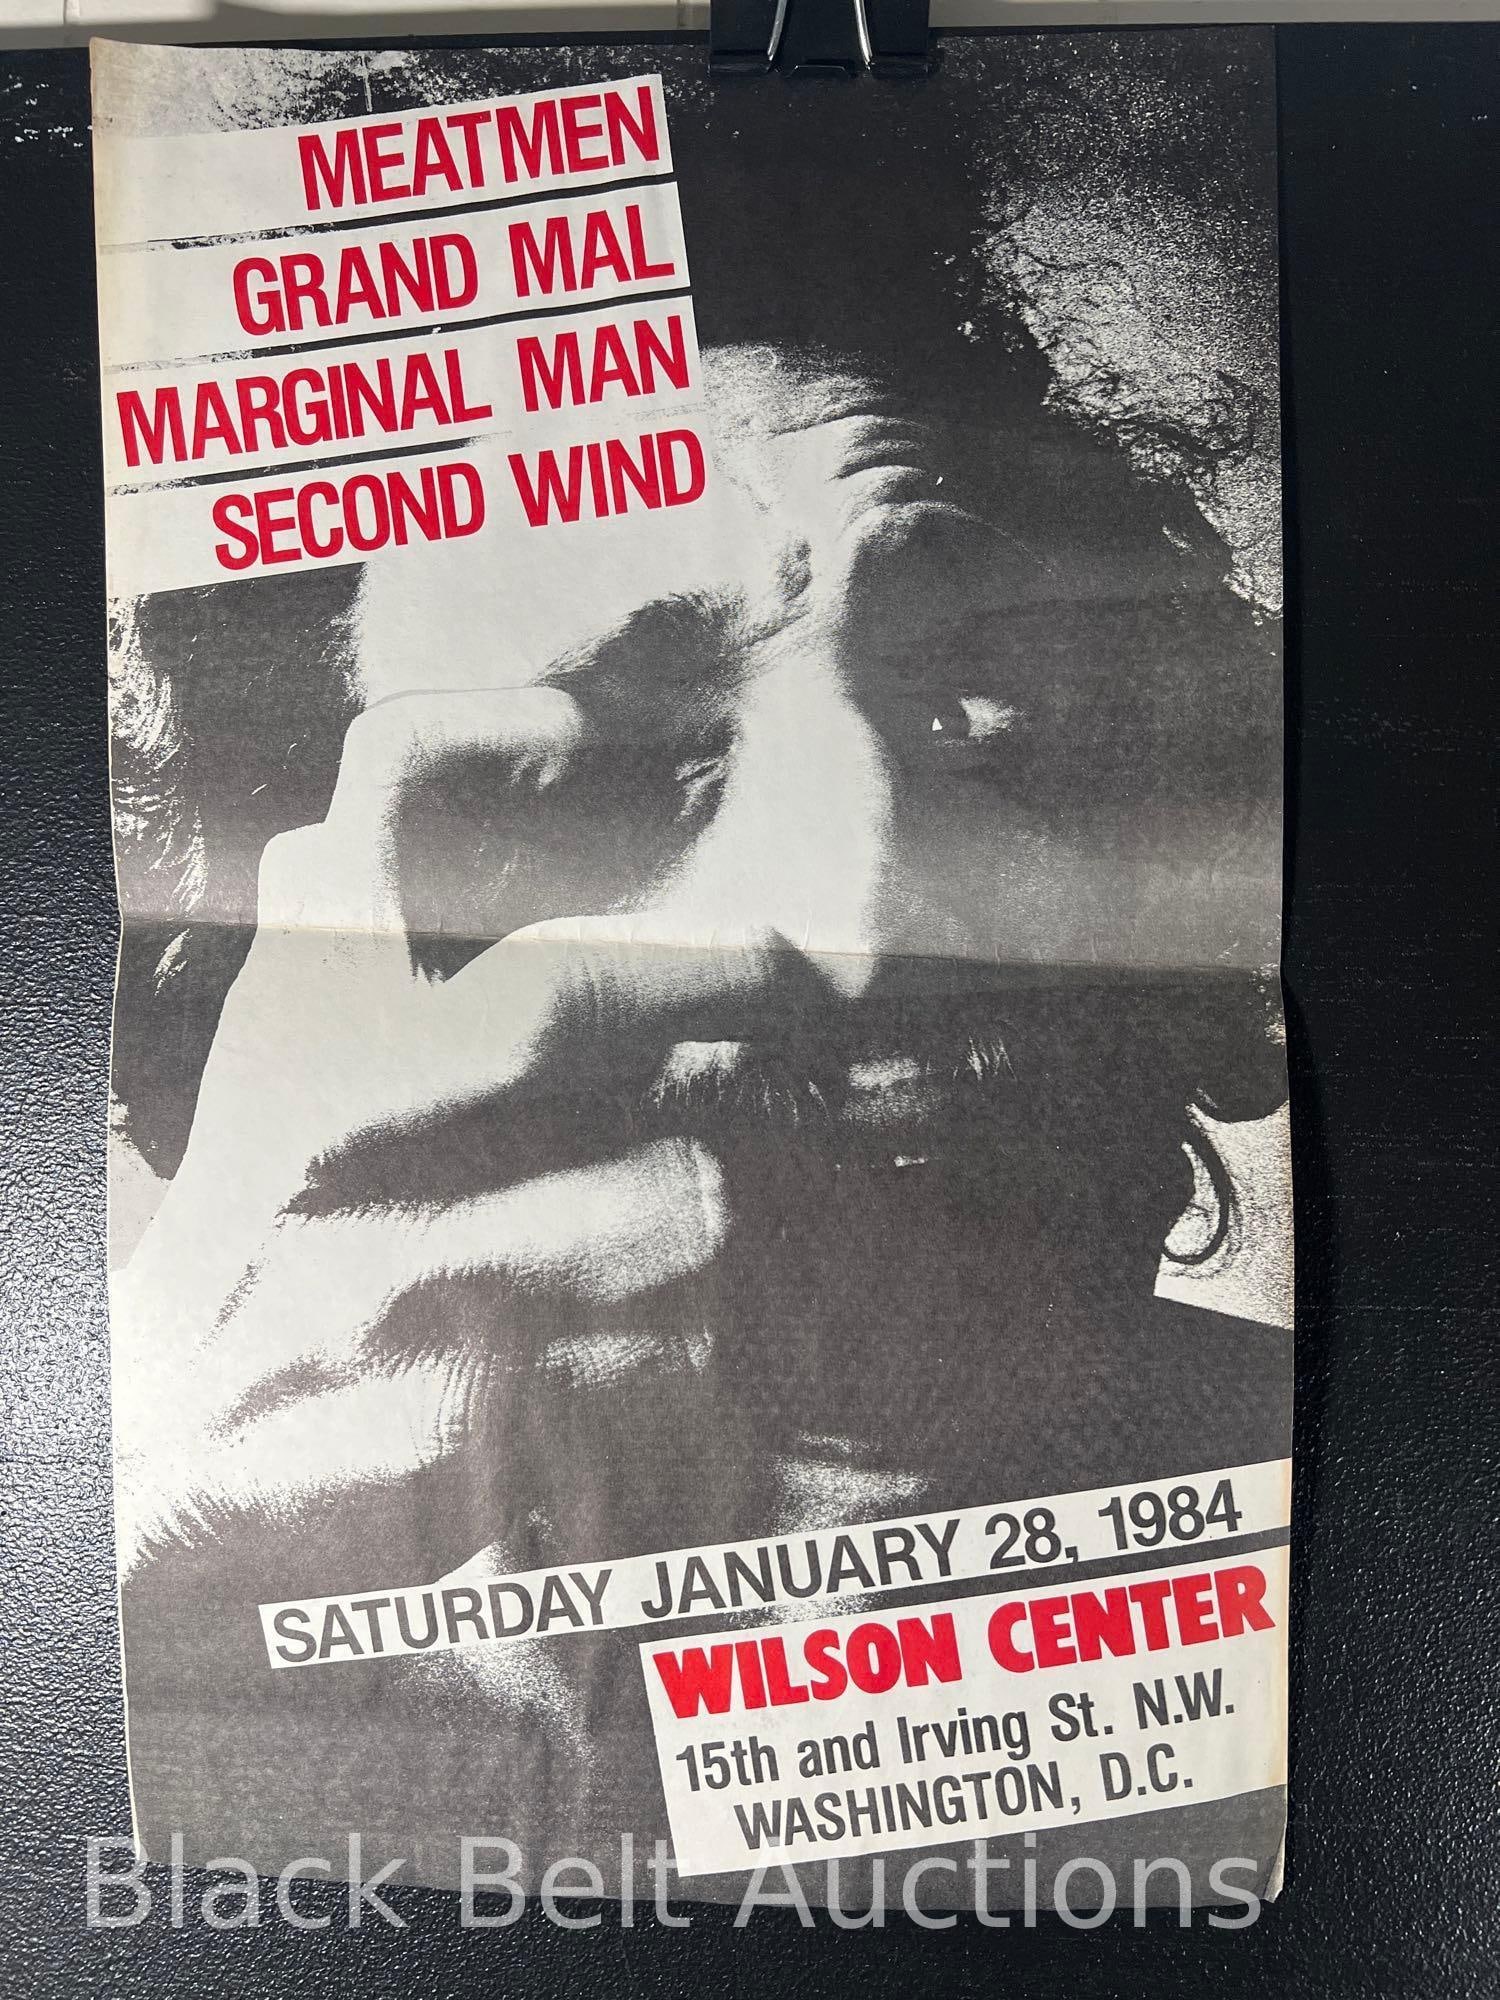 MEATMEN
GRAND MAL
MARGINAL MAN
SECOND WIND
SATURDAY JANUARY 28, 1984
WILSON CENTER
15th and Irving St. N.W.
WASHINGTON, D.C.
Black Belt Auctions